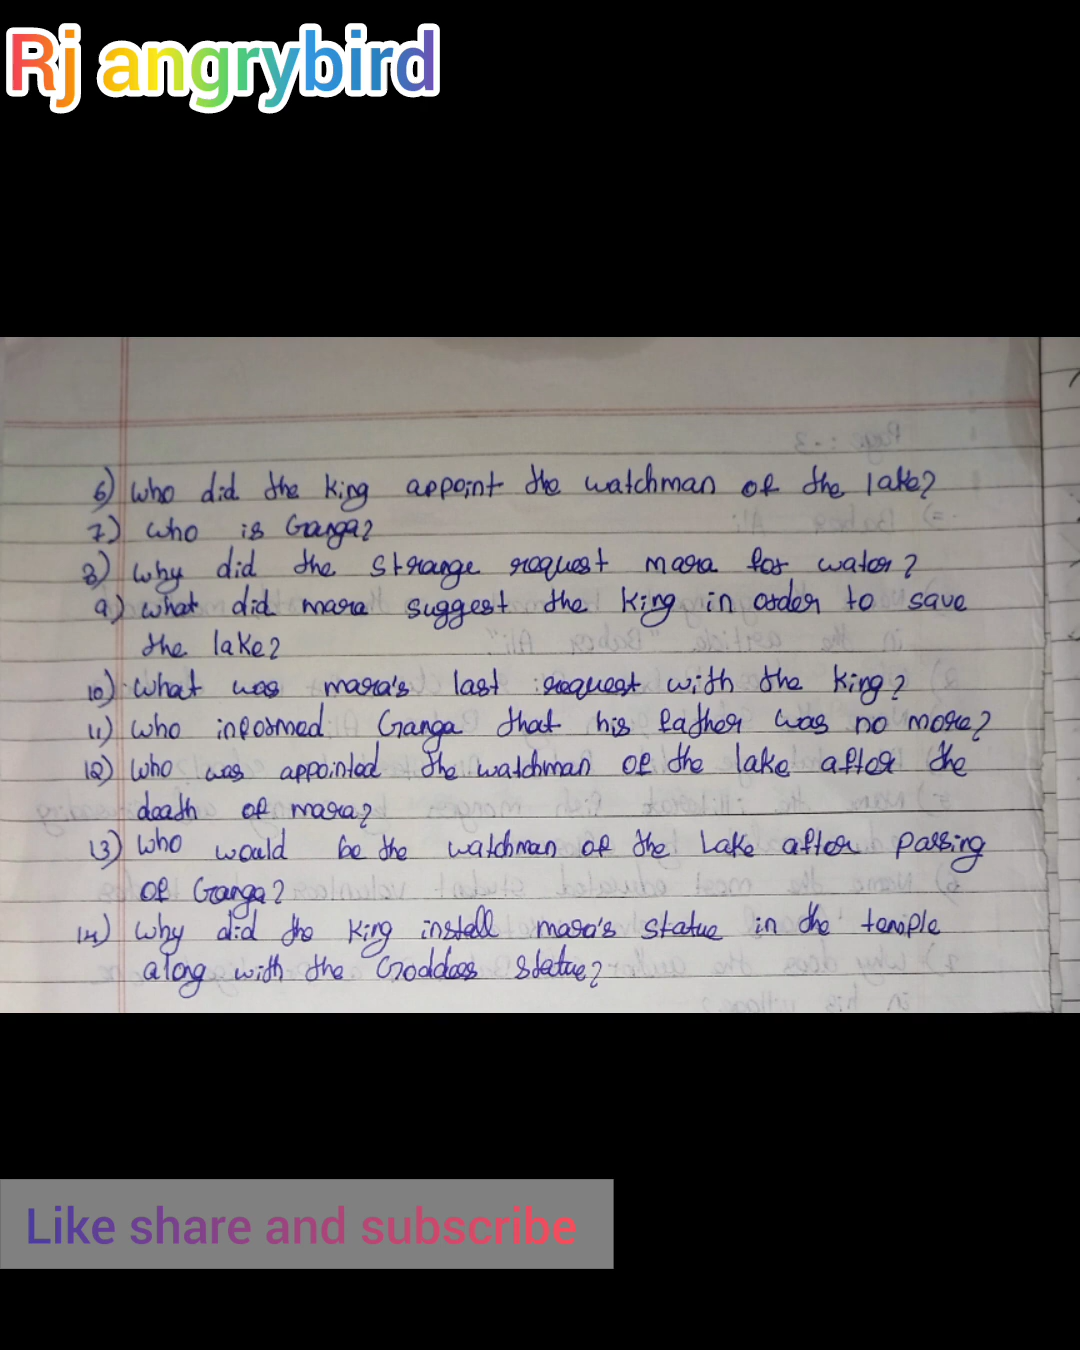 Rj angrybird
6) Who did the King appoint the watchman of the lake?
7) Who is Ganga?
8) Why did the strange request mara for water?
9) What did mara suggest the King in order to save
the lake?
10) What was mara's last request with the King?
11) Who informed Ganga that his father was no more?
12) Who was appointed the watchman of the lake after the
death of mara?
13) Who would be the watchman of the Lake after passing
of Ganga?
14) Why did the King install mara's statue in the temple
along with the Goddess statue?
Like share and subscribe